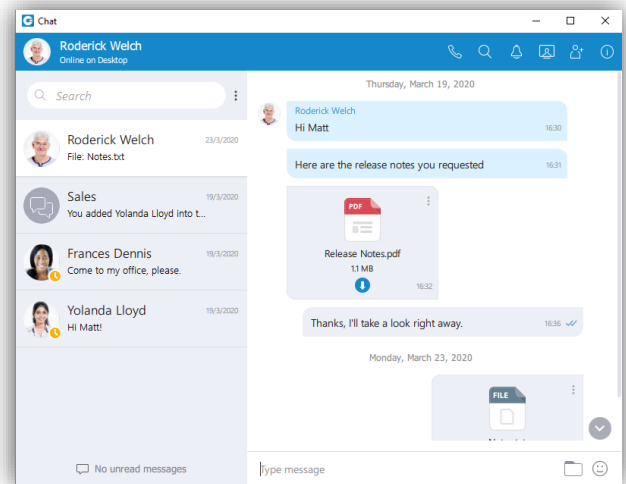 Chat
Roderick Welch
Online on Desktop
Search
Roderick Welch 23/3/2020
File: Notes.txt
Sales 19/3/2020
You added Yolanda Lloyd into t...
Frances Dennis 19/3/2020
Come to my office, please.
Yolanda Lloyd 19/3/2020
Hi Matt!
No unread messages
Thursday, March 19, 2020
Roderick Welch
Hi Matt 16:30
Here are the release notes you requested 16:31
PDF
Release Notes.pdf
1.1 MB
16:32
Thanks, I'll take a look right away. 16:36
Monday, March 23, 2020
FILE
Type message